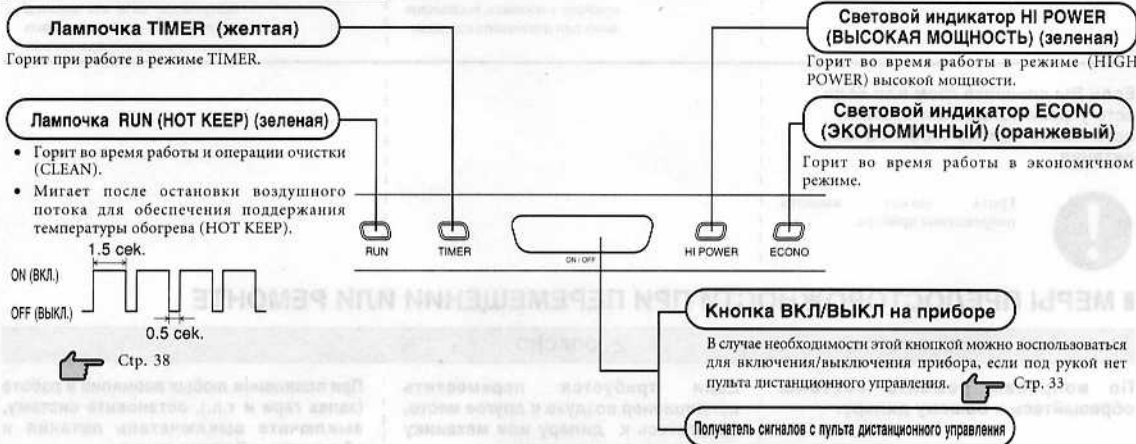 Лампочка TIMER (желтая)
Горит при работе в режиме TIMER.
Лампочка RUN (HOT KEEP) (зеленая)
• Горит во время работы и операции очистки
(CLEAN).
• Мигает после остановки воздушного
потока для обеспечения поддержания
температуры обогрева (HOT KEEP).
1.5 cek.
ON (ВКЛ.)
OFF (ВЫКЛ.)
0.5 cek.
Стр. 38
Световой индикатор HI POWER
(ВЫСОКАЯ МОЩНОСТЬ) (зеленая)
Горит во время работы в режиме (HIGH
POWER) высокой мощности.
Световой индикатор ECONO
(ЭКОНОМИЧНЫЙ) (оранжевый)
Горит во время работы в экономичном
режиме.
RUN
TIMER
ON / OFF
HI POWER
ECONO
Кнопка ВКЛ/ВЫКЛ на приборе
В случае необходимости этой кнопкой можно воспользоваться
для включения/выключения прибора, если под рукой нет
пульта дистанционного управления.
Стр. 33
Получатель сигналов с пульта дистанционного управления